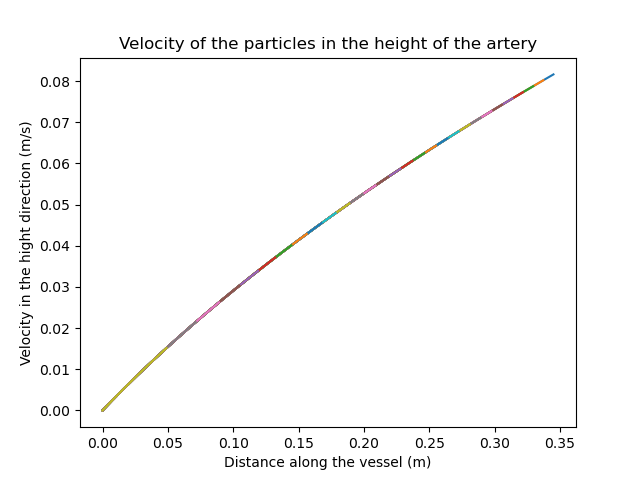 Velocity of the particles in the height of the artery
Velocity in the hight direction (m/s)
0.08
0.07
0.06
0.05
0.04
0.03
0.02
0.01
0.00
0.00 0.05 0.10 0.15 0.20 0.25 0.30 0.35
Distance along the vessel (m)